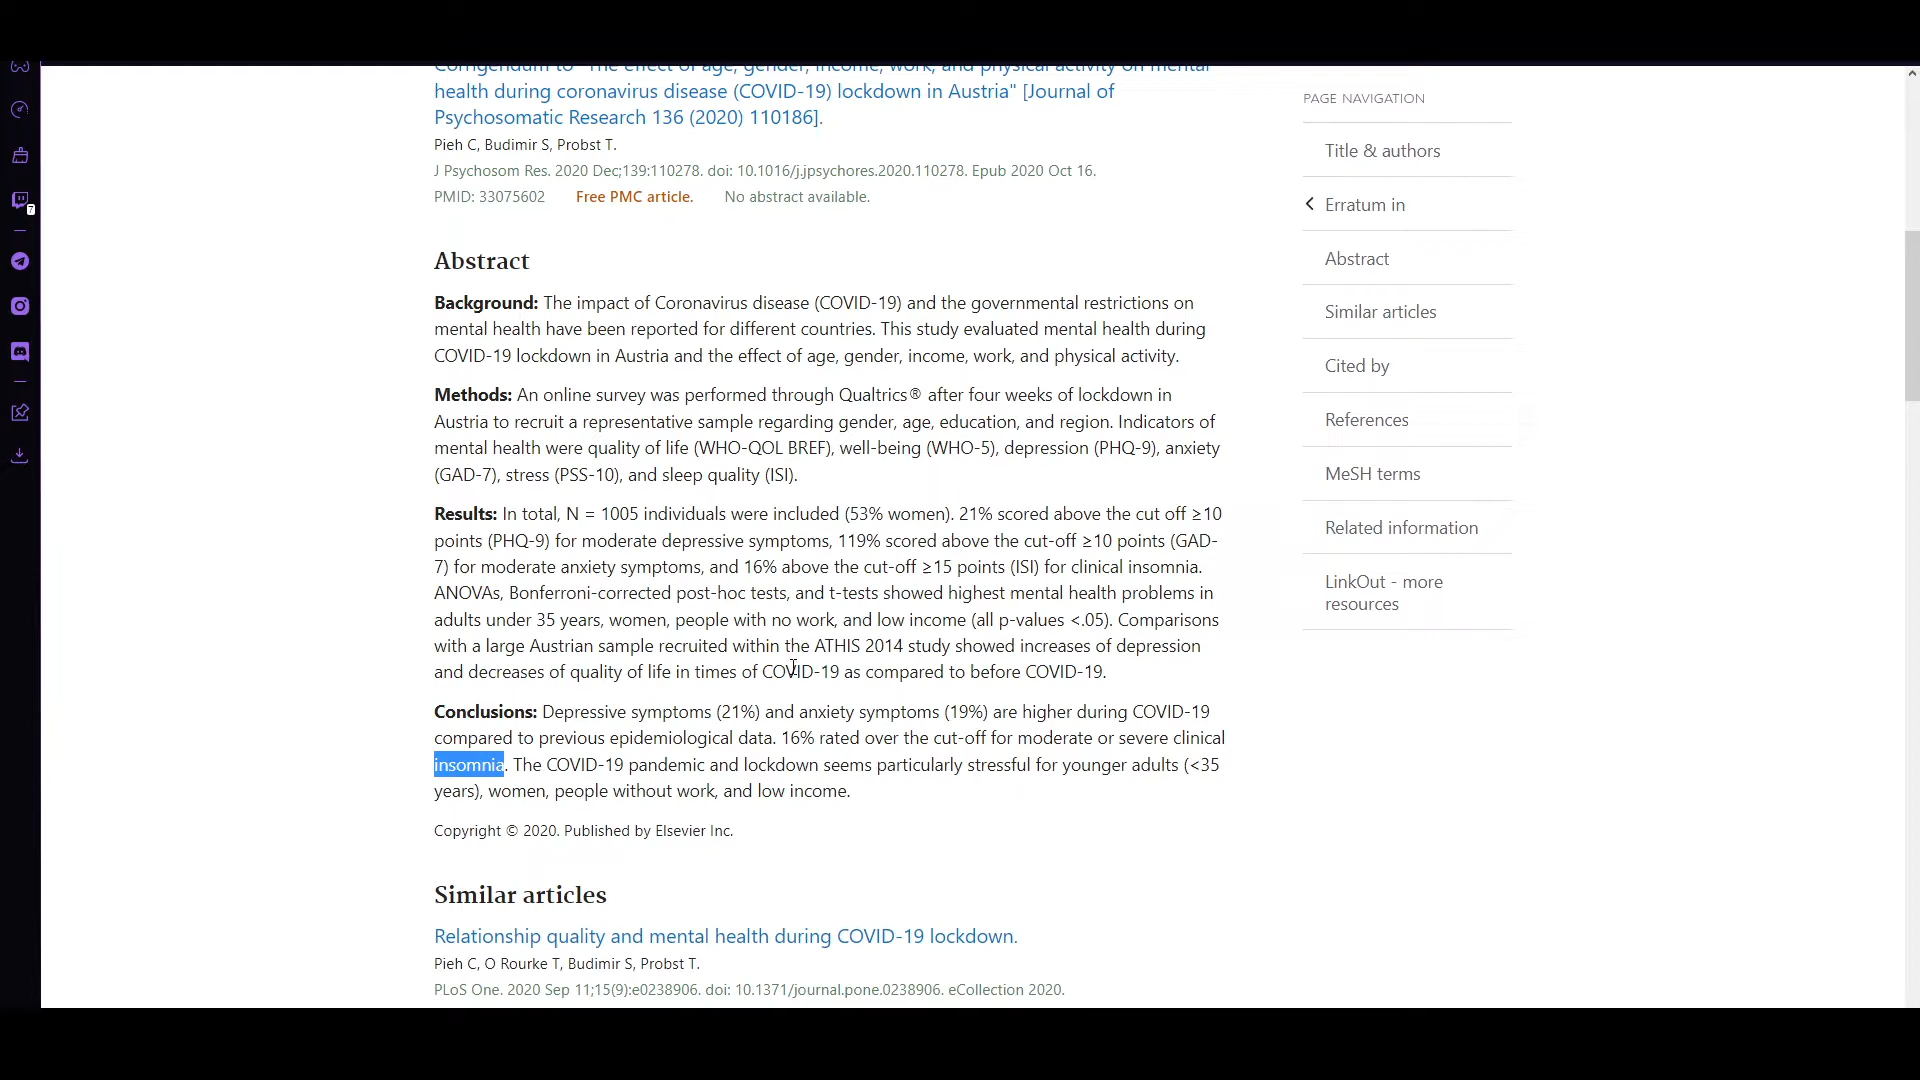 Corrigendum to "The effect of age, gender, income, work, and physical activity on mental
health during coronavirus disease (COVID-19) lockdown in Austria" [Journal of
Psychosomatic Research 136 (2020) 110186].
Pieh C, Budimir S, Probst T.
J Psychosom Res. 2020 Dec;139:110278. doi: 10.1016/j.jpsychores.2020.110278. Epub 2020 Oct 16.
PMID: 33075602 Free PMC article. No abstract available.
Abstract
Background: The impact of Coronavirus disease (COVID-19) and the governmental restrictions on
mental health have been reported for different countries. This study evaluated mental health during
COVID-19 lockdown in Austria and the effect of age, gender, income, work, and physical activity.
Methods: An online survey was performed through Qualtrics® after four weeks of lockdown in
Austria to recruit a representative sample regarding gender, age, education, and region. Indicators of
mental health were quality of life (WHO-QOL BREF), well-being (WHO-5), depression (PHQ-9), anxiety
(GAD-7), stress (PSS-10), and sleep quality (ISI).
Results: In total, N = 1005 individuals were included (53% women). 21% scored above the cut off ≥10
points (PHQ-9) for moderate depressive symptoms, 119% scored above the cut-off ≥10 points (GAD-
7) for moderate anxiety symptoms, and 16% above the cut-off ≥15 points (ISI) for clinical insomnia.
ANOVAs, Bonferroni-corrected post-hoc tests, and t-tests showed highest mental health problems in
adults under 35 years, women, people with no work, and low income (all p-values <.05). Comparisons
with a large Austrian sample recruited within the ATHIS 2014 study showed increases of depression
and decreases of quality of life in times of COVID-19 as compared to before COVID-19.
Conclusions: Depressive symptoms (21%) and anxiety symptoms (19%) are higher during COVID-19
compared to previous epidemiological data. 16% rated over the cut-off for moderate or severe clinical
insomnia. The COVID-19 pandemic and lockdown seems particularly stressful for younger adults (<35
years), women, people without work, and low income.
Copyright © 2020. Published by Elsevier Inc.
Similar articles
Relationship quality and mental health during COVID-19 lockdown.
Pieh C, O Rourke T, Budimir S, Probst T.
PLoS One. 2020 Sep 11;15(9):e0238906. doi: 10.1371/journal.pone.0238906. eCollection 2020.
PAGE NAVIGATION
Title & authors
Erratum in
Abstract
Similar articles
Cited by
References
MeSH terms
Related information
LinkOut - more
resources
7